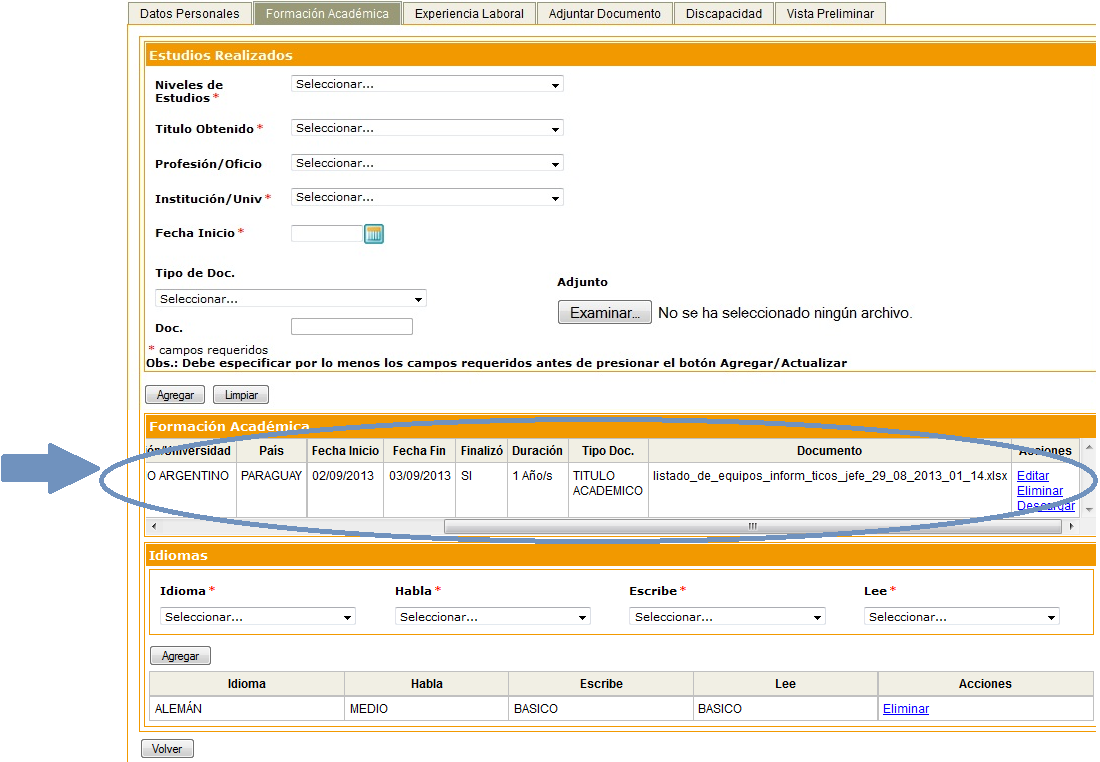 Datos Personales Formación Académica Experiencia Laboral Adjuntar Documento Discapacidad Vista Preliminar
Estudios Realizados
Niveles de Estudios * Seleccionar...
Titulo Obtenido * Seleccionar...
Profesión/Oficio Seleccionar...
Institución/Univ * Seleccionar...
Fecha Inicio *
Tipo de Doc.
Seleccionar...
Adjunto
Examinar... No se ha seleccionado ningún archivo.
Doc.
* campos requeridos
Obs.: Debe especificar por lo menos los campos requeridos antes de presionar el botón Agregar/Actualizar
Agregar Limpiar
Formación Académica
ón/Universidad País Fecha Inicio Fecha Fin Finalizó Duración Tipo Doc. Documento Acciones
O ARGENTINO PARAGUAY 02/09/2013 03/09/2013 SI 1 Año/s TITULO ACADEMICO listado_de_equipos_inform_ticos_jefe_29_08_2013_01_14.xlsx Editar
Eliminar
Descargar
Idiomas
Idioma * Habla * Escribe * Lee *
Seleccionar... Seleccionar... Seleccionar... Seleccionar...
Agregar
Idioma Habla Escribe Lee Acciones
ALEMÁN MEDIO BASICO BASICO Eliminar
Volver